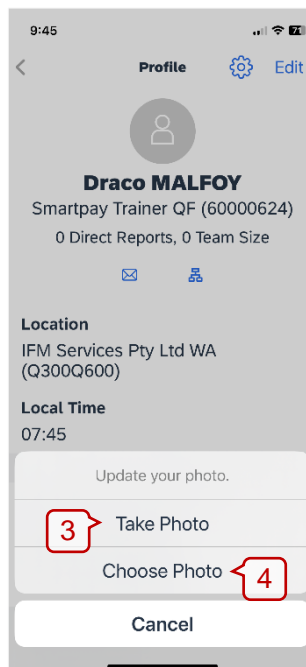 9:45
71
Profile
Edit
Draco MALFOY
Smartpay Trainer QF (60000624)
0 Direct Reports, 0 Team Size
Location
IFM Services Pty Ltd WA
(Q300Q600)
Local Time
07:45
Update your photo.
3 Take Photo
Choose Photo 4
Cancel